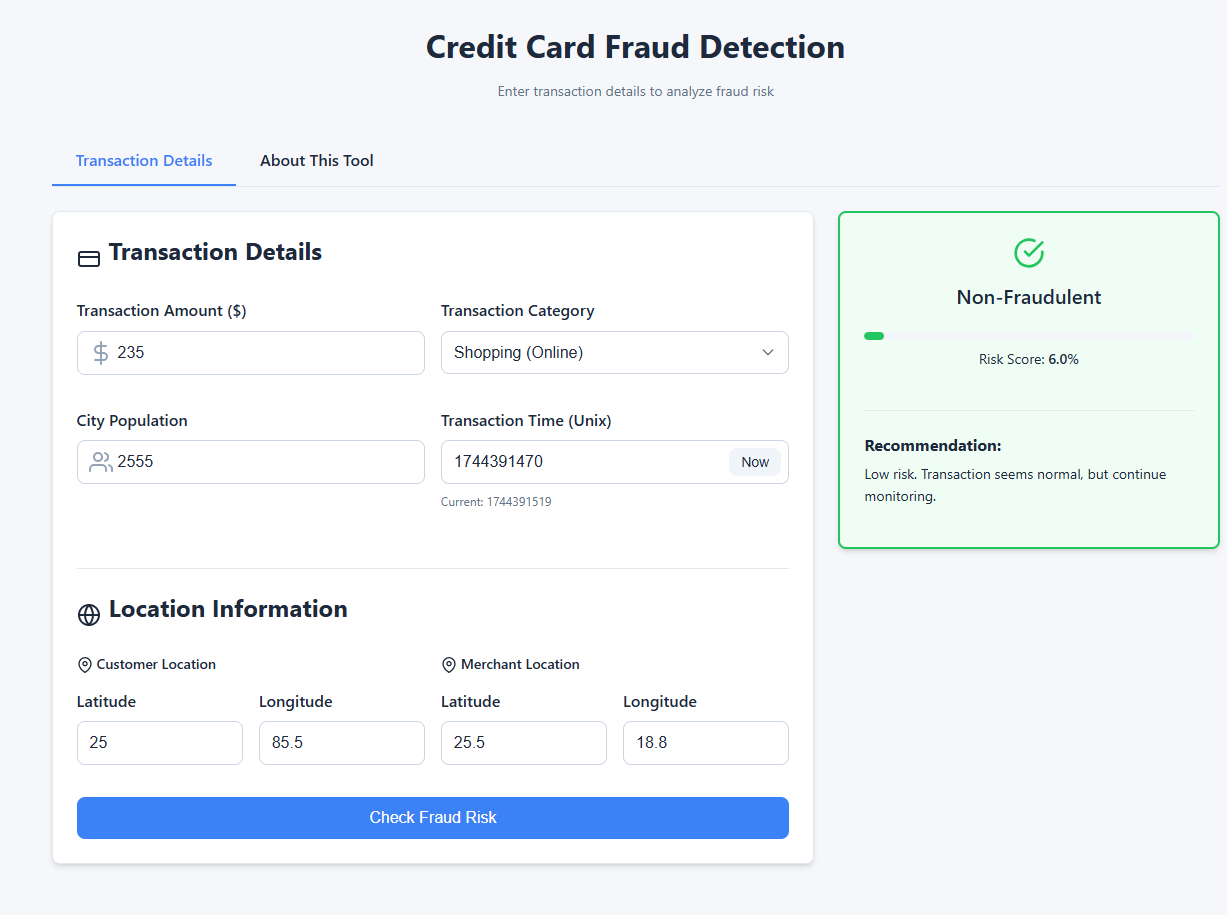 Credit Card Fraud Detection
Enter transaction details to analyze fraud risk
Transaction Details
About This Tool
Transaction Details
Transaction Amount ($)
Transaction Category
235
Shopping (Online)
City Population
Transaction Time (Unix)
2555
1744391470
Now
Current: 1744391519
Location Information
Customer Location
Merchant Location
Latitude
Longitude
Latitude
Longitude
25
85.5
25.5
18.8
Check Fraud Risk
Non-Fraudulent
Risk Score: 6.0%
Recommendation:
Low risk. Transaction seems normal, but continue
monitoring.